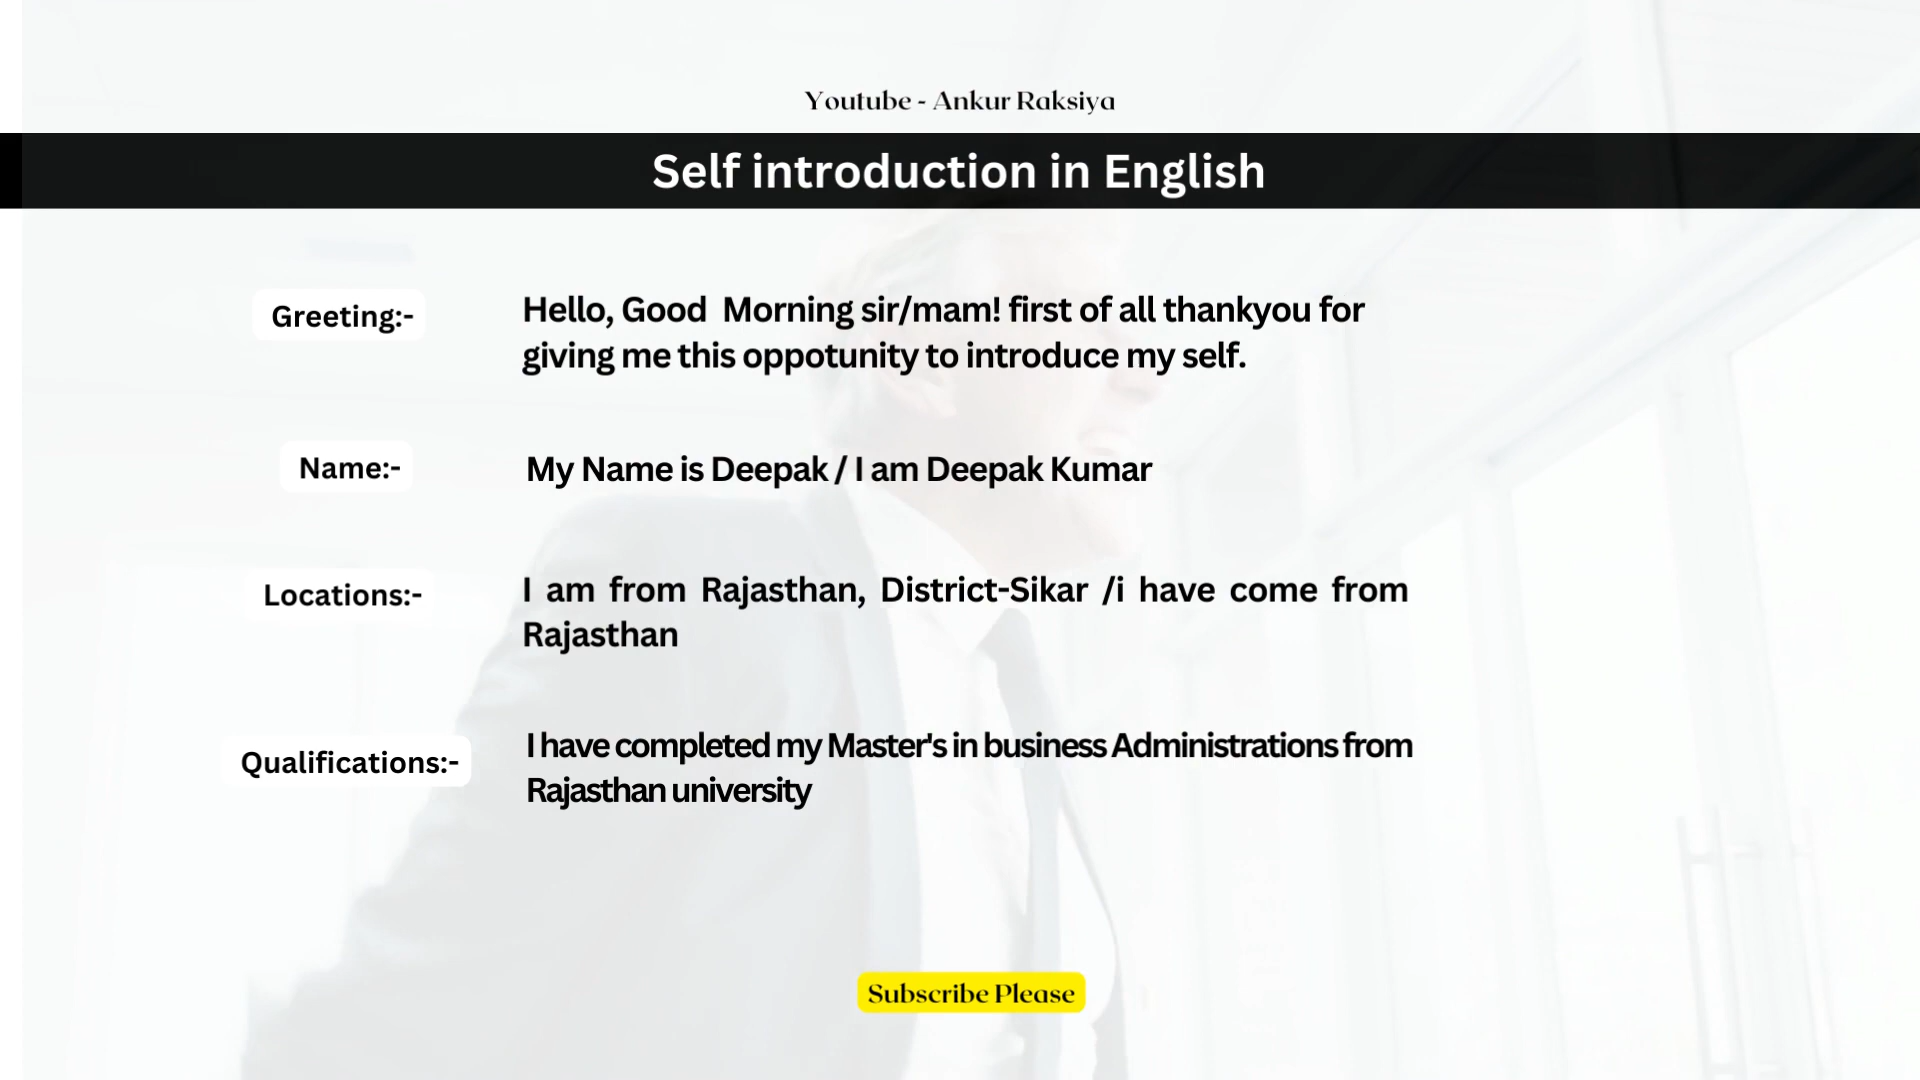 Youtube - Ankur Raksiya
Self introduction in English
Greeting:-
Hello, Good  Morning sir/mam! first of all thankyou for
giving me this oppotunity to introduce my self.
Name:-
My Name is Deepak / I am Deepak Kumar
Locations:-
I am from Rajasthan, District-Sikar /i have come from
Rajasthan
Qualifications:-
I have completed my Master's in business Administrations from
Rajasthan university
Subscribe Please